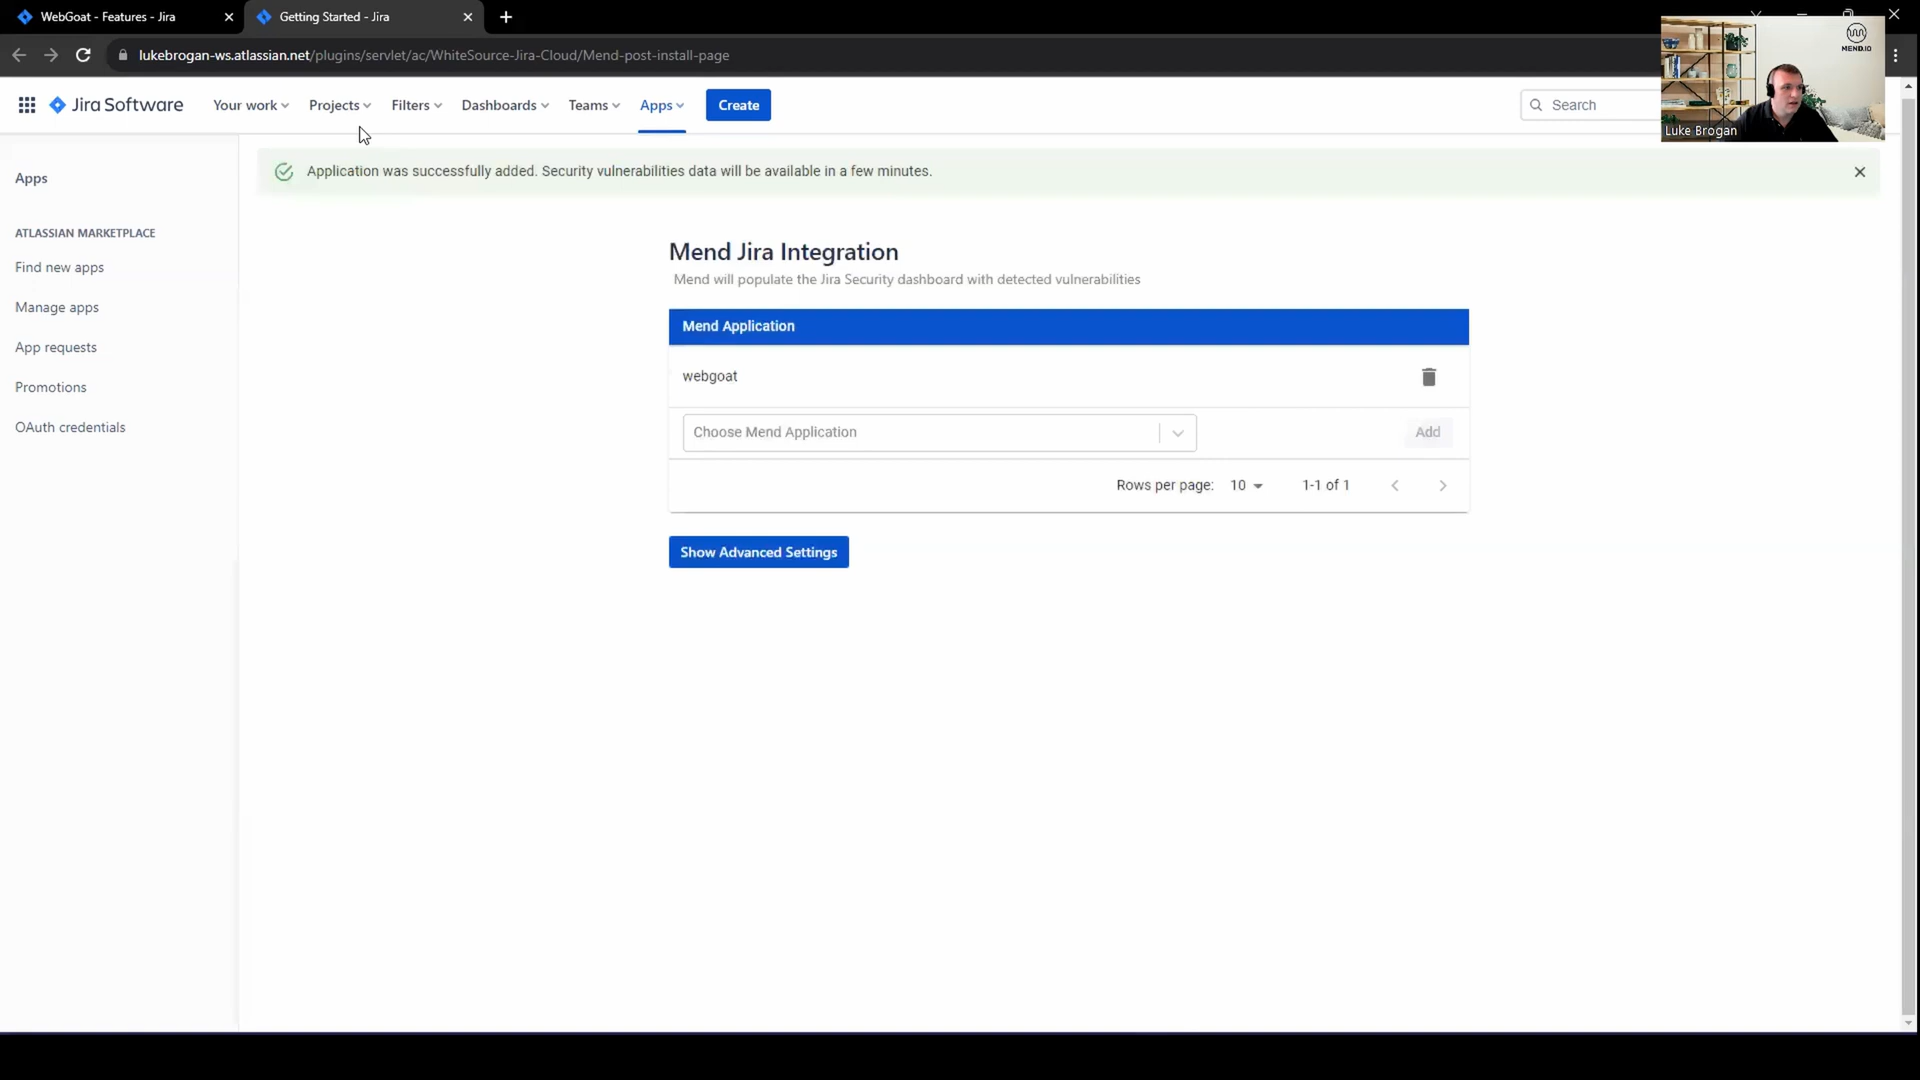 WebGoat - Features - Jira
Getting Started - Jira
lukebrogan-ws.atlassian.net/plugins/servlet/ac/WhiteSource-Jira-Cloud/Mend-post-install-page
MEND.IO
Luke Brogan
Jira Software
Your work
Projects
Filters
Dashboards
Teams
Apps
Create
Search
Apps
ATLASSIAN MARKETPLACE
Find new apps
Manage apps
App requests
Promotions
OAuth credentials
Application was successfully added. Security vulnerabilities data will be available in a few minutes.
Mend Jira Integration
Mend will populate the Jira Security dashboard with detected vulnerabilities
Mend Application
webgoat
Choose Mend Application
Add
Rows per page: 10 1-1 of 1
Show Advanced Settings